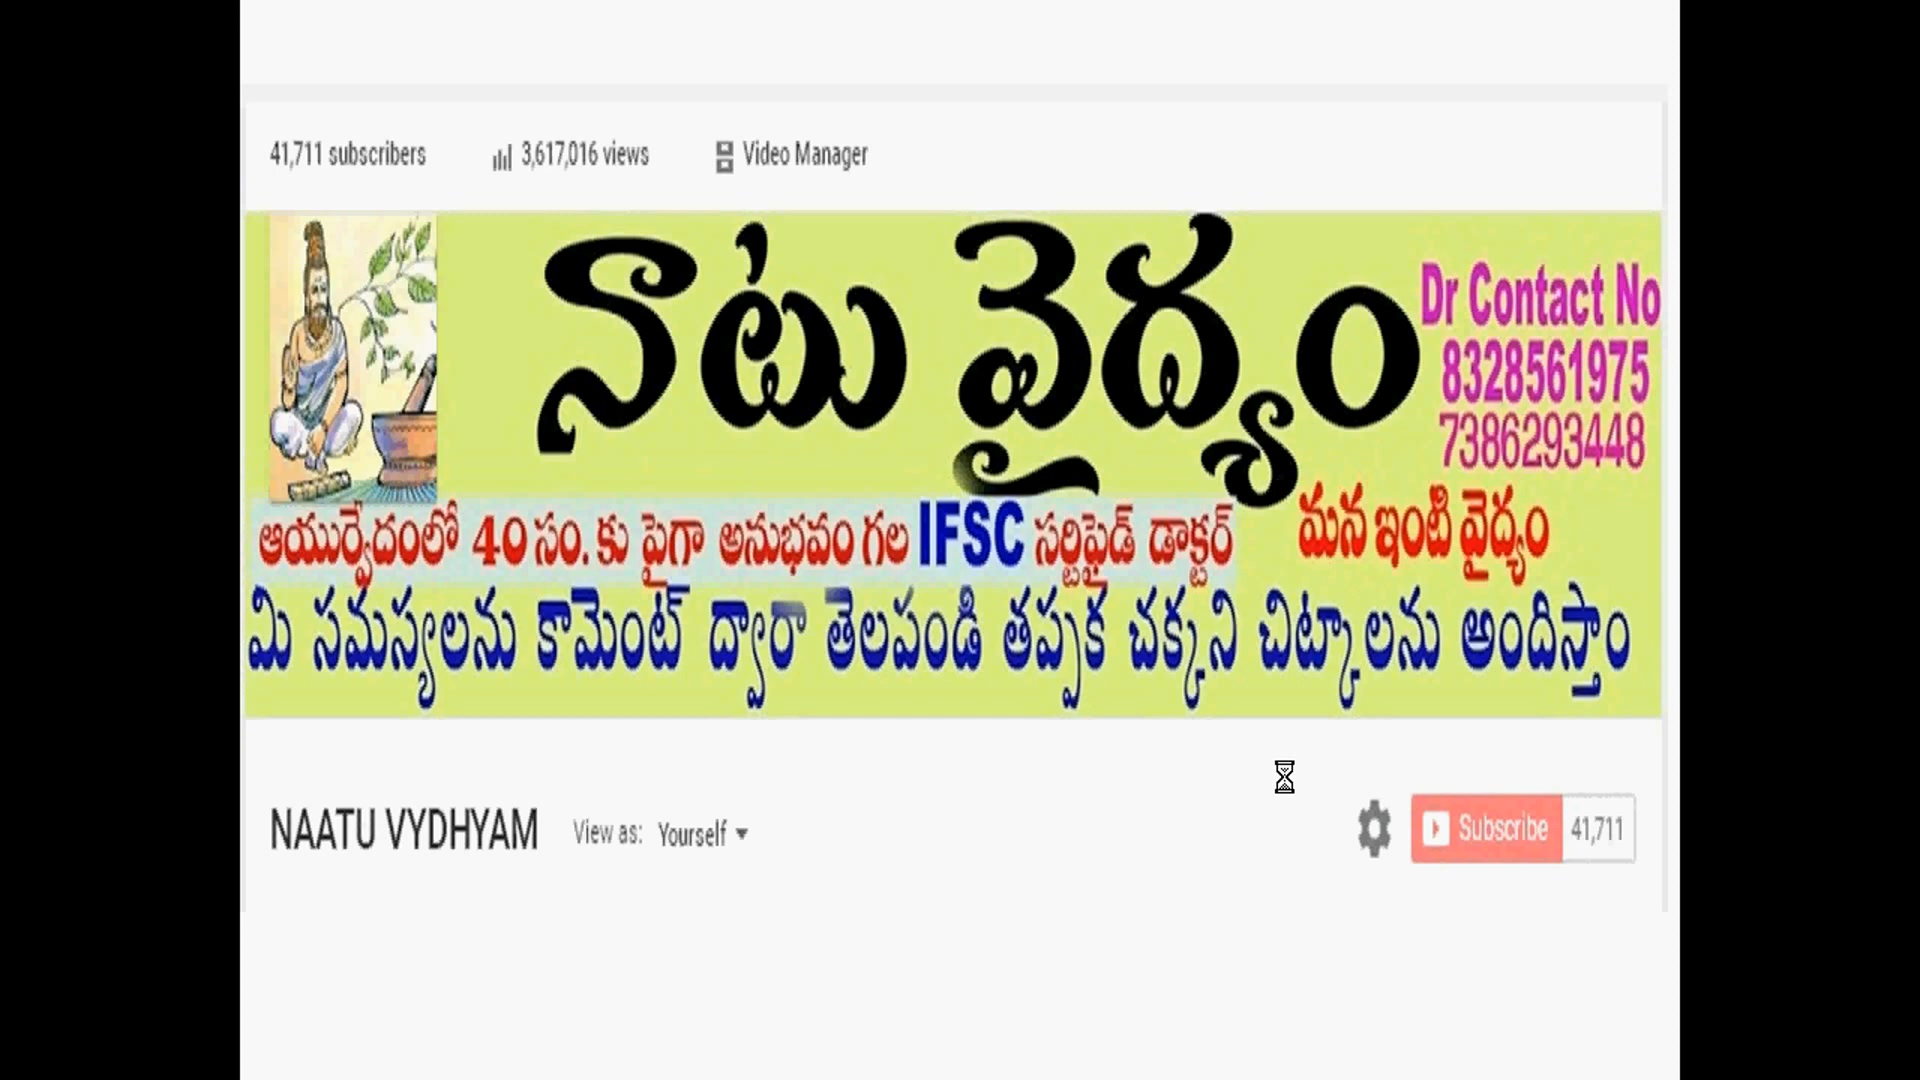 41,711 subscribers 3,617,016 views Video Manager
నాటు వైద్యం
Dr Contact No
8328561975
7386293448
ఆయుర్వేదంలో 40 సం. కు పైగా అనుభవం గల IFSC సర్టిఫైడ్ డాక్టర్ మన ఇంటి వైద్యం
మి సమస్యలను కామెంట్ ద్వారా తెలపండి తప్పక చక్కని చిట్కాలను అందిస్తాం
NAATU VYDHYAM View as: Yourself Subscribe 41,711